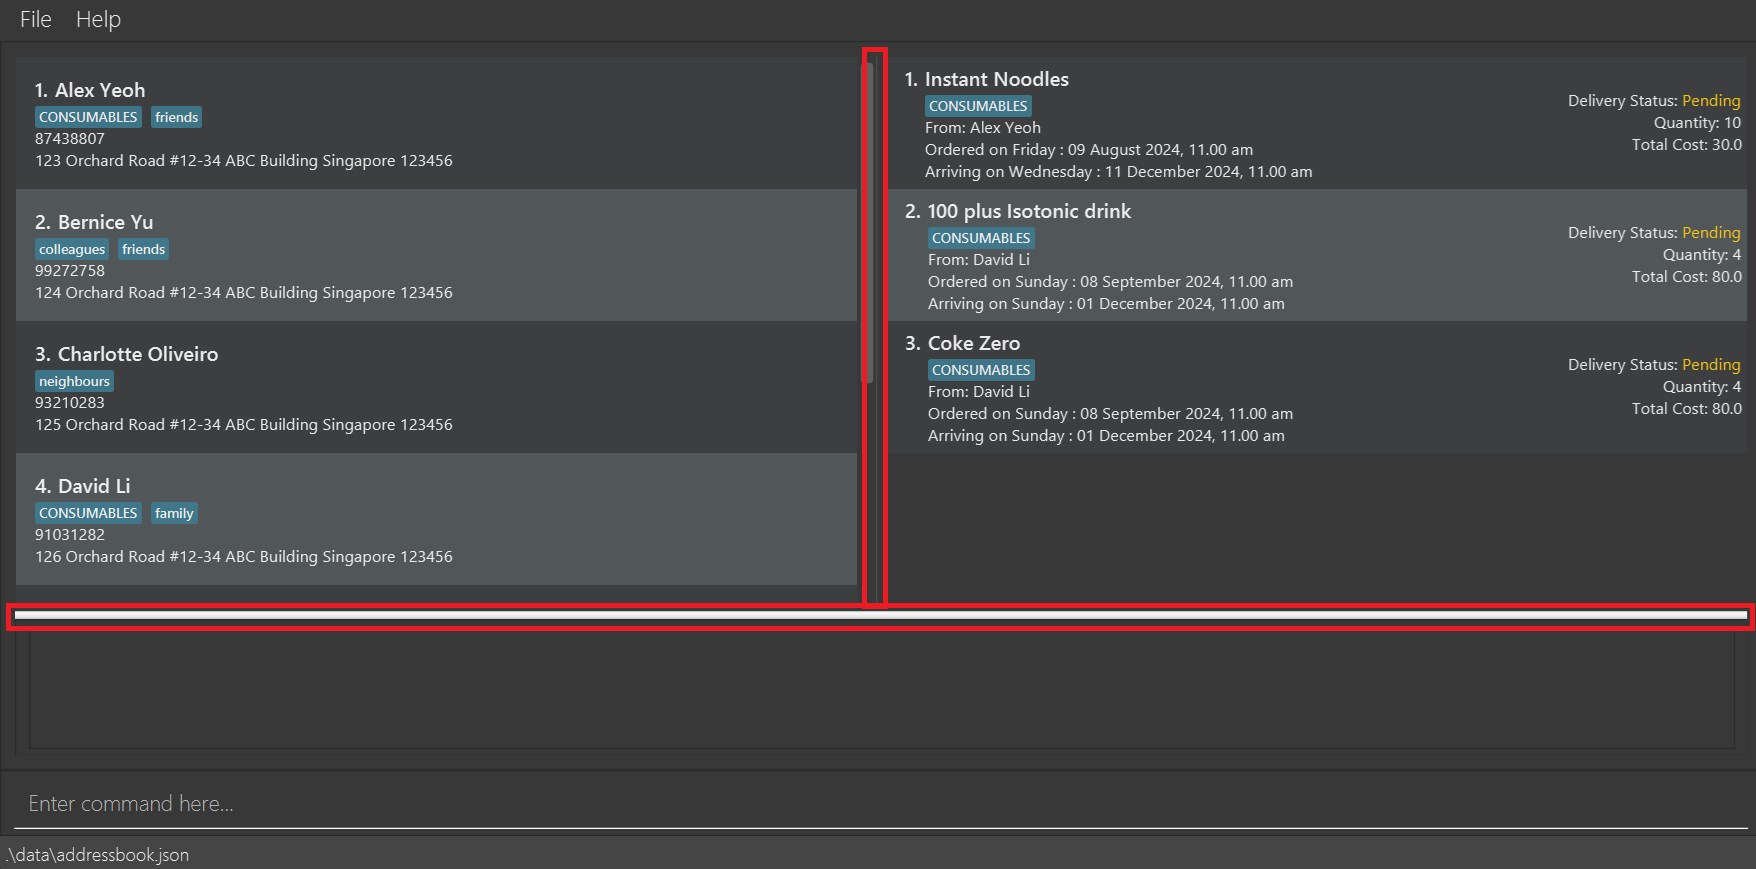 File Help
1. Alex Yeoh
CONSUMABLES friends
87438807
123 Orchard Road #12-34 ABC Building Singapore 123456
2. Bernice Yu
colleagues friends
99272758
124 Orchard Road #12-34 ABC Building Singapore 123456
3. Charlotte Oliveiro
neighbours
93210283
125 Orchard Road #12-34 ABC Building Singapore 123456
4. David Li
CONSUMABLES family
91031282
126 Orchard Road #12-34 ABC Building Singapore 123456
1. Instant Noodles
CONSUMABLES
From: Alex Yeoh
Ordered on Friday : 09 August 2024, 11.00 am
Arriving on Wednesday : 11 December 2024, 11.00 am
Delivery Status: Pending
Quantity: 10
Total Cost: 30.0
2. 100 plus Isotonic drink
CONSUMABLES
From: David Li
Ordered on Sunday : 08 September 2024, 11.00 am
Arriving on Sunday : 01 December 2024, 11.00 am
Delivery Status: Pending
Quantity: 4
Total Cost: 80.0
3. Coke Zero
CONSUMABLES
From: David Li
Ordered on Sunday : 08 September 2024, 11.00 am
Arriving on Sunday : 01 December 2024, 11.00 am
Delivery Status: Pending
Quantity: 4
Total Cost: 80.0
Enter command here...
.\data\addressbook.json